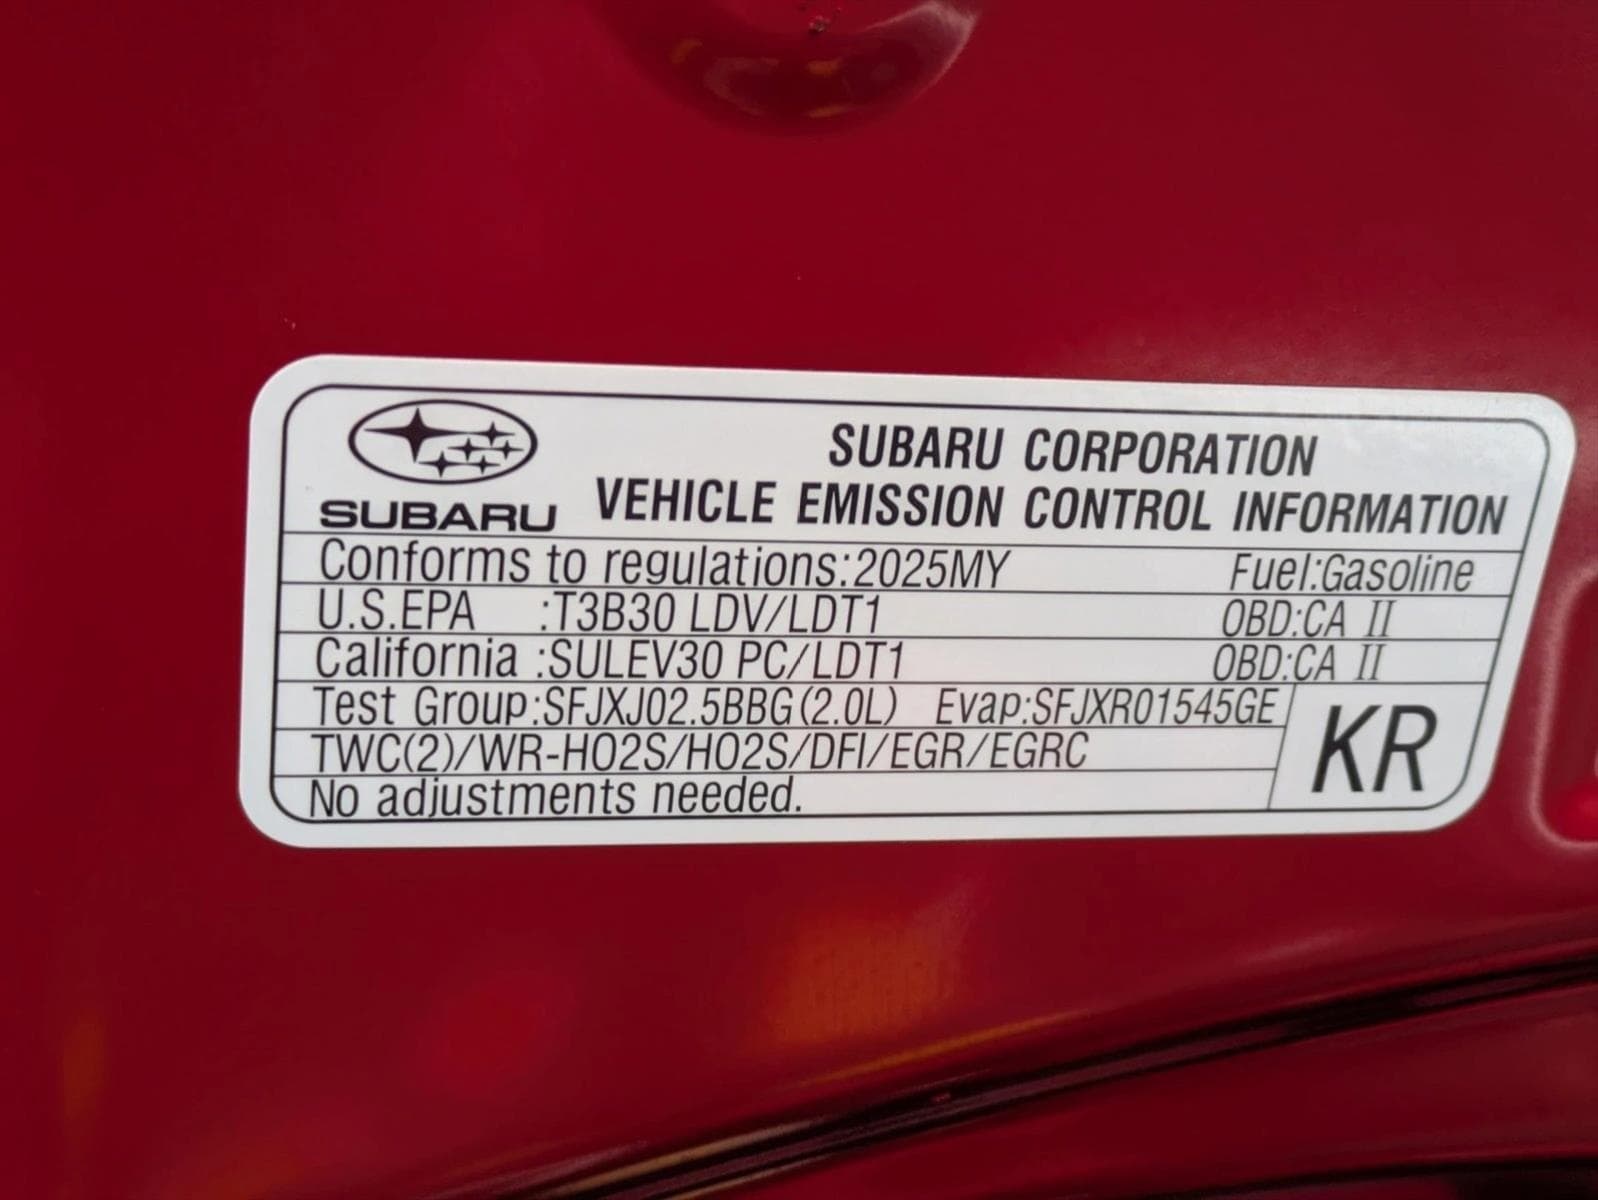 SUBARU
SUBARU CORPORATION
VEHICLE EMISSION CONTROL INFORMATION
Conforms to regulations:2025MY Fuel:Gasoline
U.S.EPA :T3B30 LDV/LDT1 OBD:CA II
California :SULEV30 PC/LDT1 OBD:CA II
Test Group:SFJXJ02.5BBG(2.0L) Evap:SFJXR01545GE
TWC(2)/WR-HO2S/HO2S/DFI/EGR/EGRC
No adjustments needed.
KR